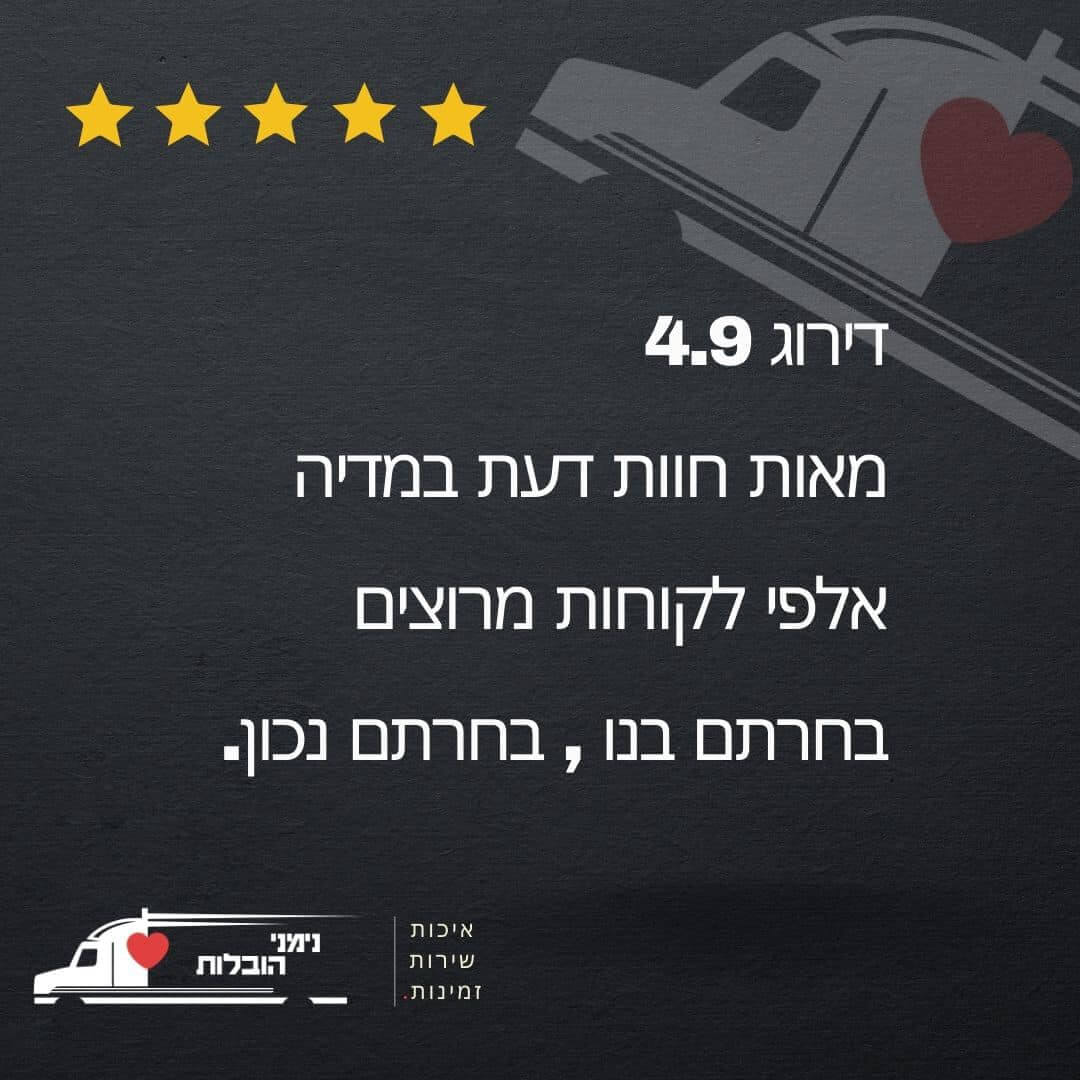 דירוג 4.9
מאות חוות דעת במדיה
אלפי לקוחות מרוצים
בחרתם בנו , בחרתם נכון.
נימני
הובלות
איכות
שירות
זמינות.